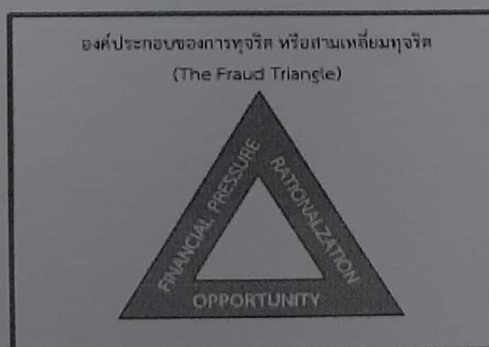 องค์ประกอบของการทุจริต หรือสามเหลี่ยมทุจริต
(The Fraud Triangle)
FINANCIAL PRESSURE
RATIONALZATION
OPPORTUNITY